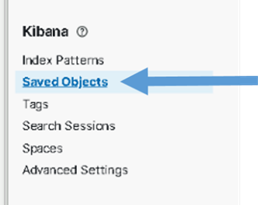 Kibana
Index Patterns
Saved Objects
Tags
Search Sessions
Spaces
Advanced Settings